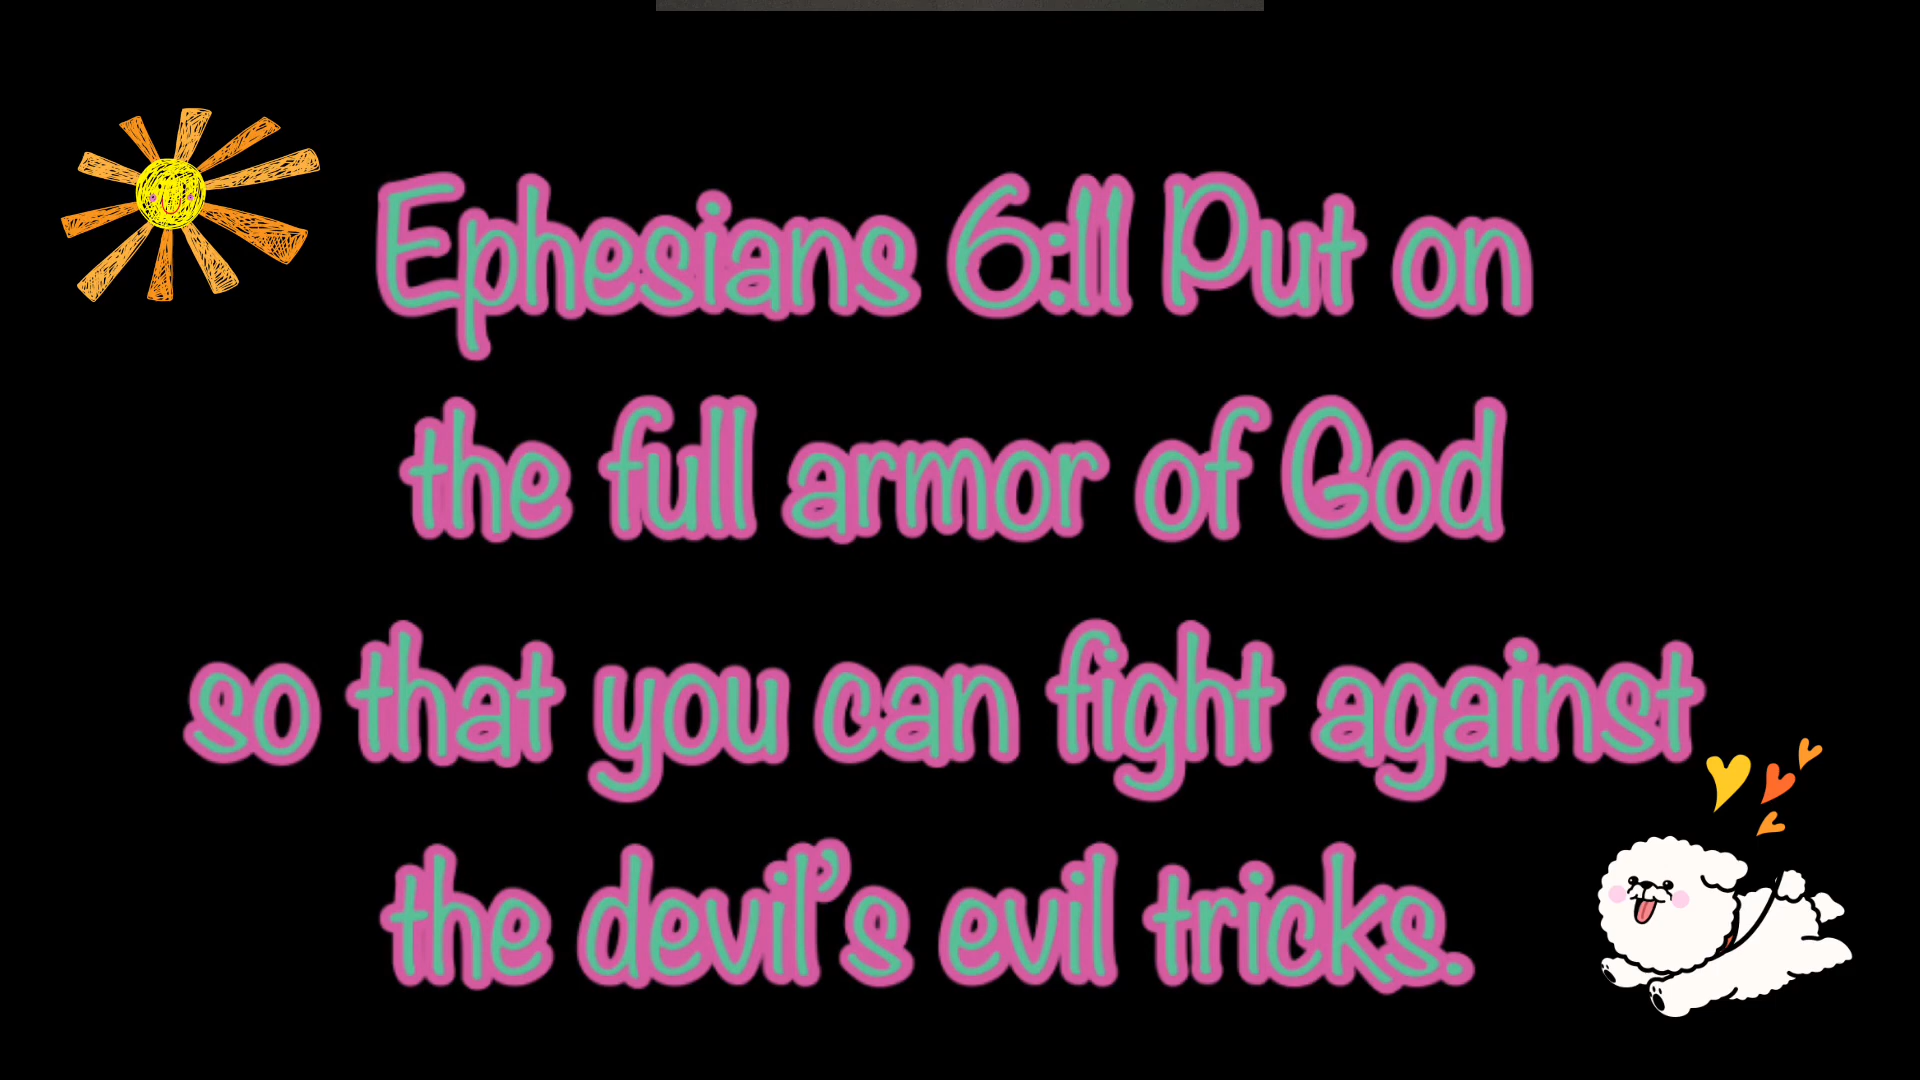 Ephesians 6:11 Put on
the full armor of God
so that you can fight against
the devil’s evil tricks.